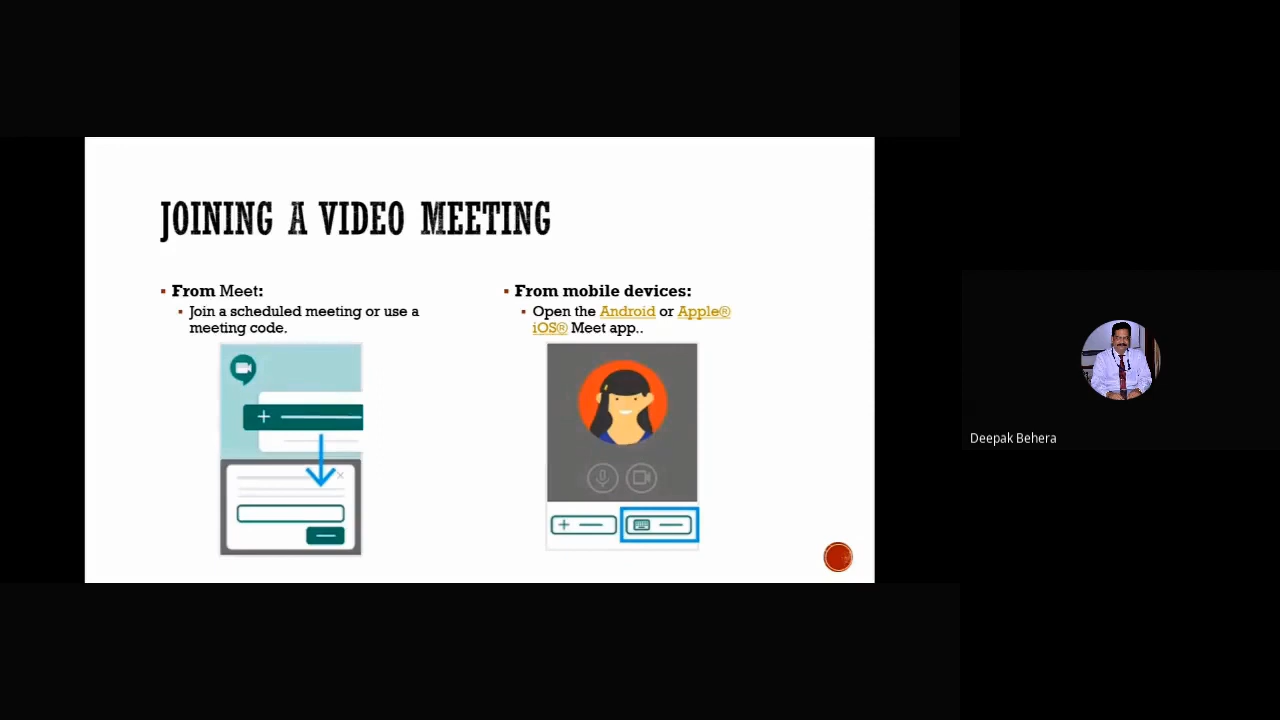 JOINING A VIDEO MEETING
▪ From Meet:
▪ Join a scheduled meeting or use a
meeting code.
▪ From mobile devices:
▪ Open the Android or Apple®
iOS® Meet app..
Deepak Behera